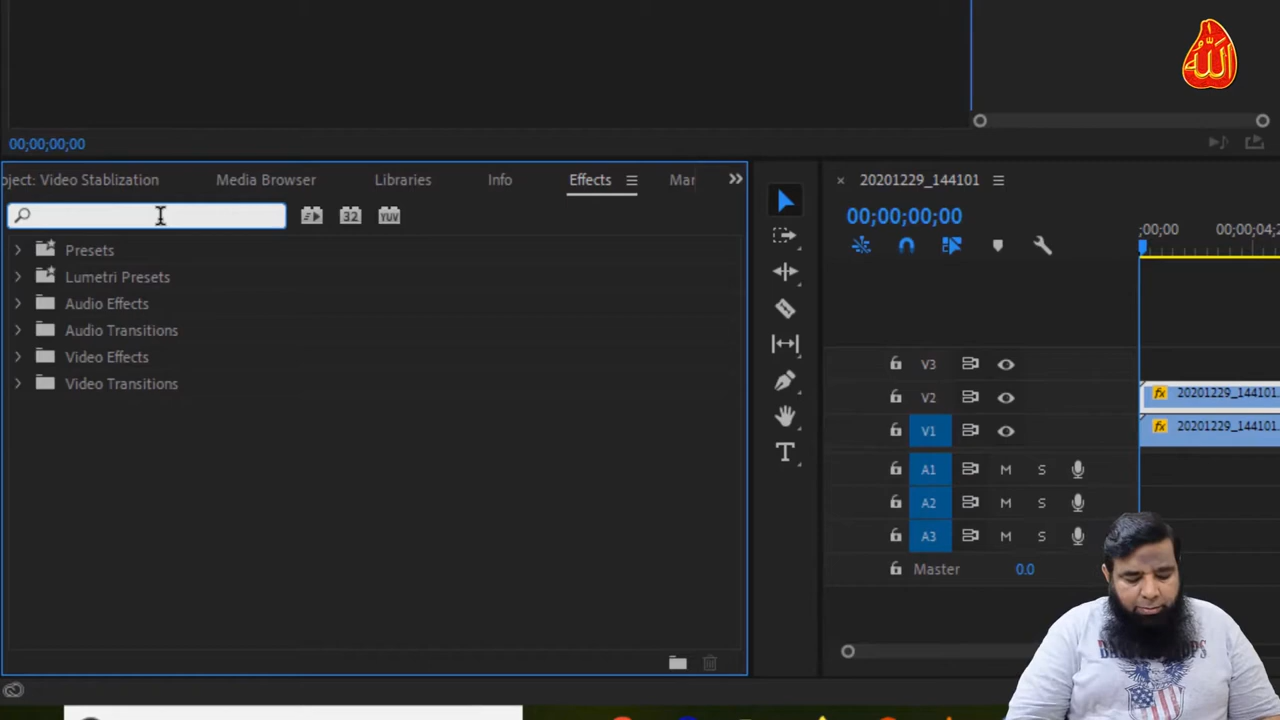 الله
00;00;00;00
oject: Video Stablization
Media Browser
Libraries
Info
Effects
Mar
32
YUV
Presets
Lumetri Presets
Audio Effects
Audio Transitions
Video Effects
Video Transitions
20201229_144101
00;00;00;00
;00;00
00;00;04;2
V3
V2
fx 20201229_144101.
V1
fx 20201229_144101.
A1 M S
A2 M S
A3 M S
Master 0.0
T